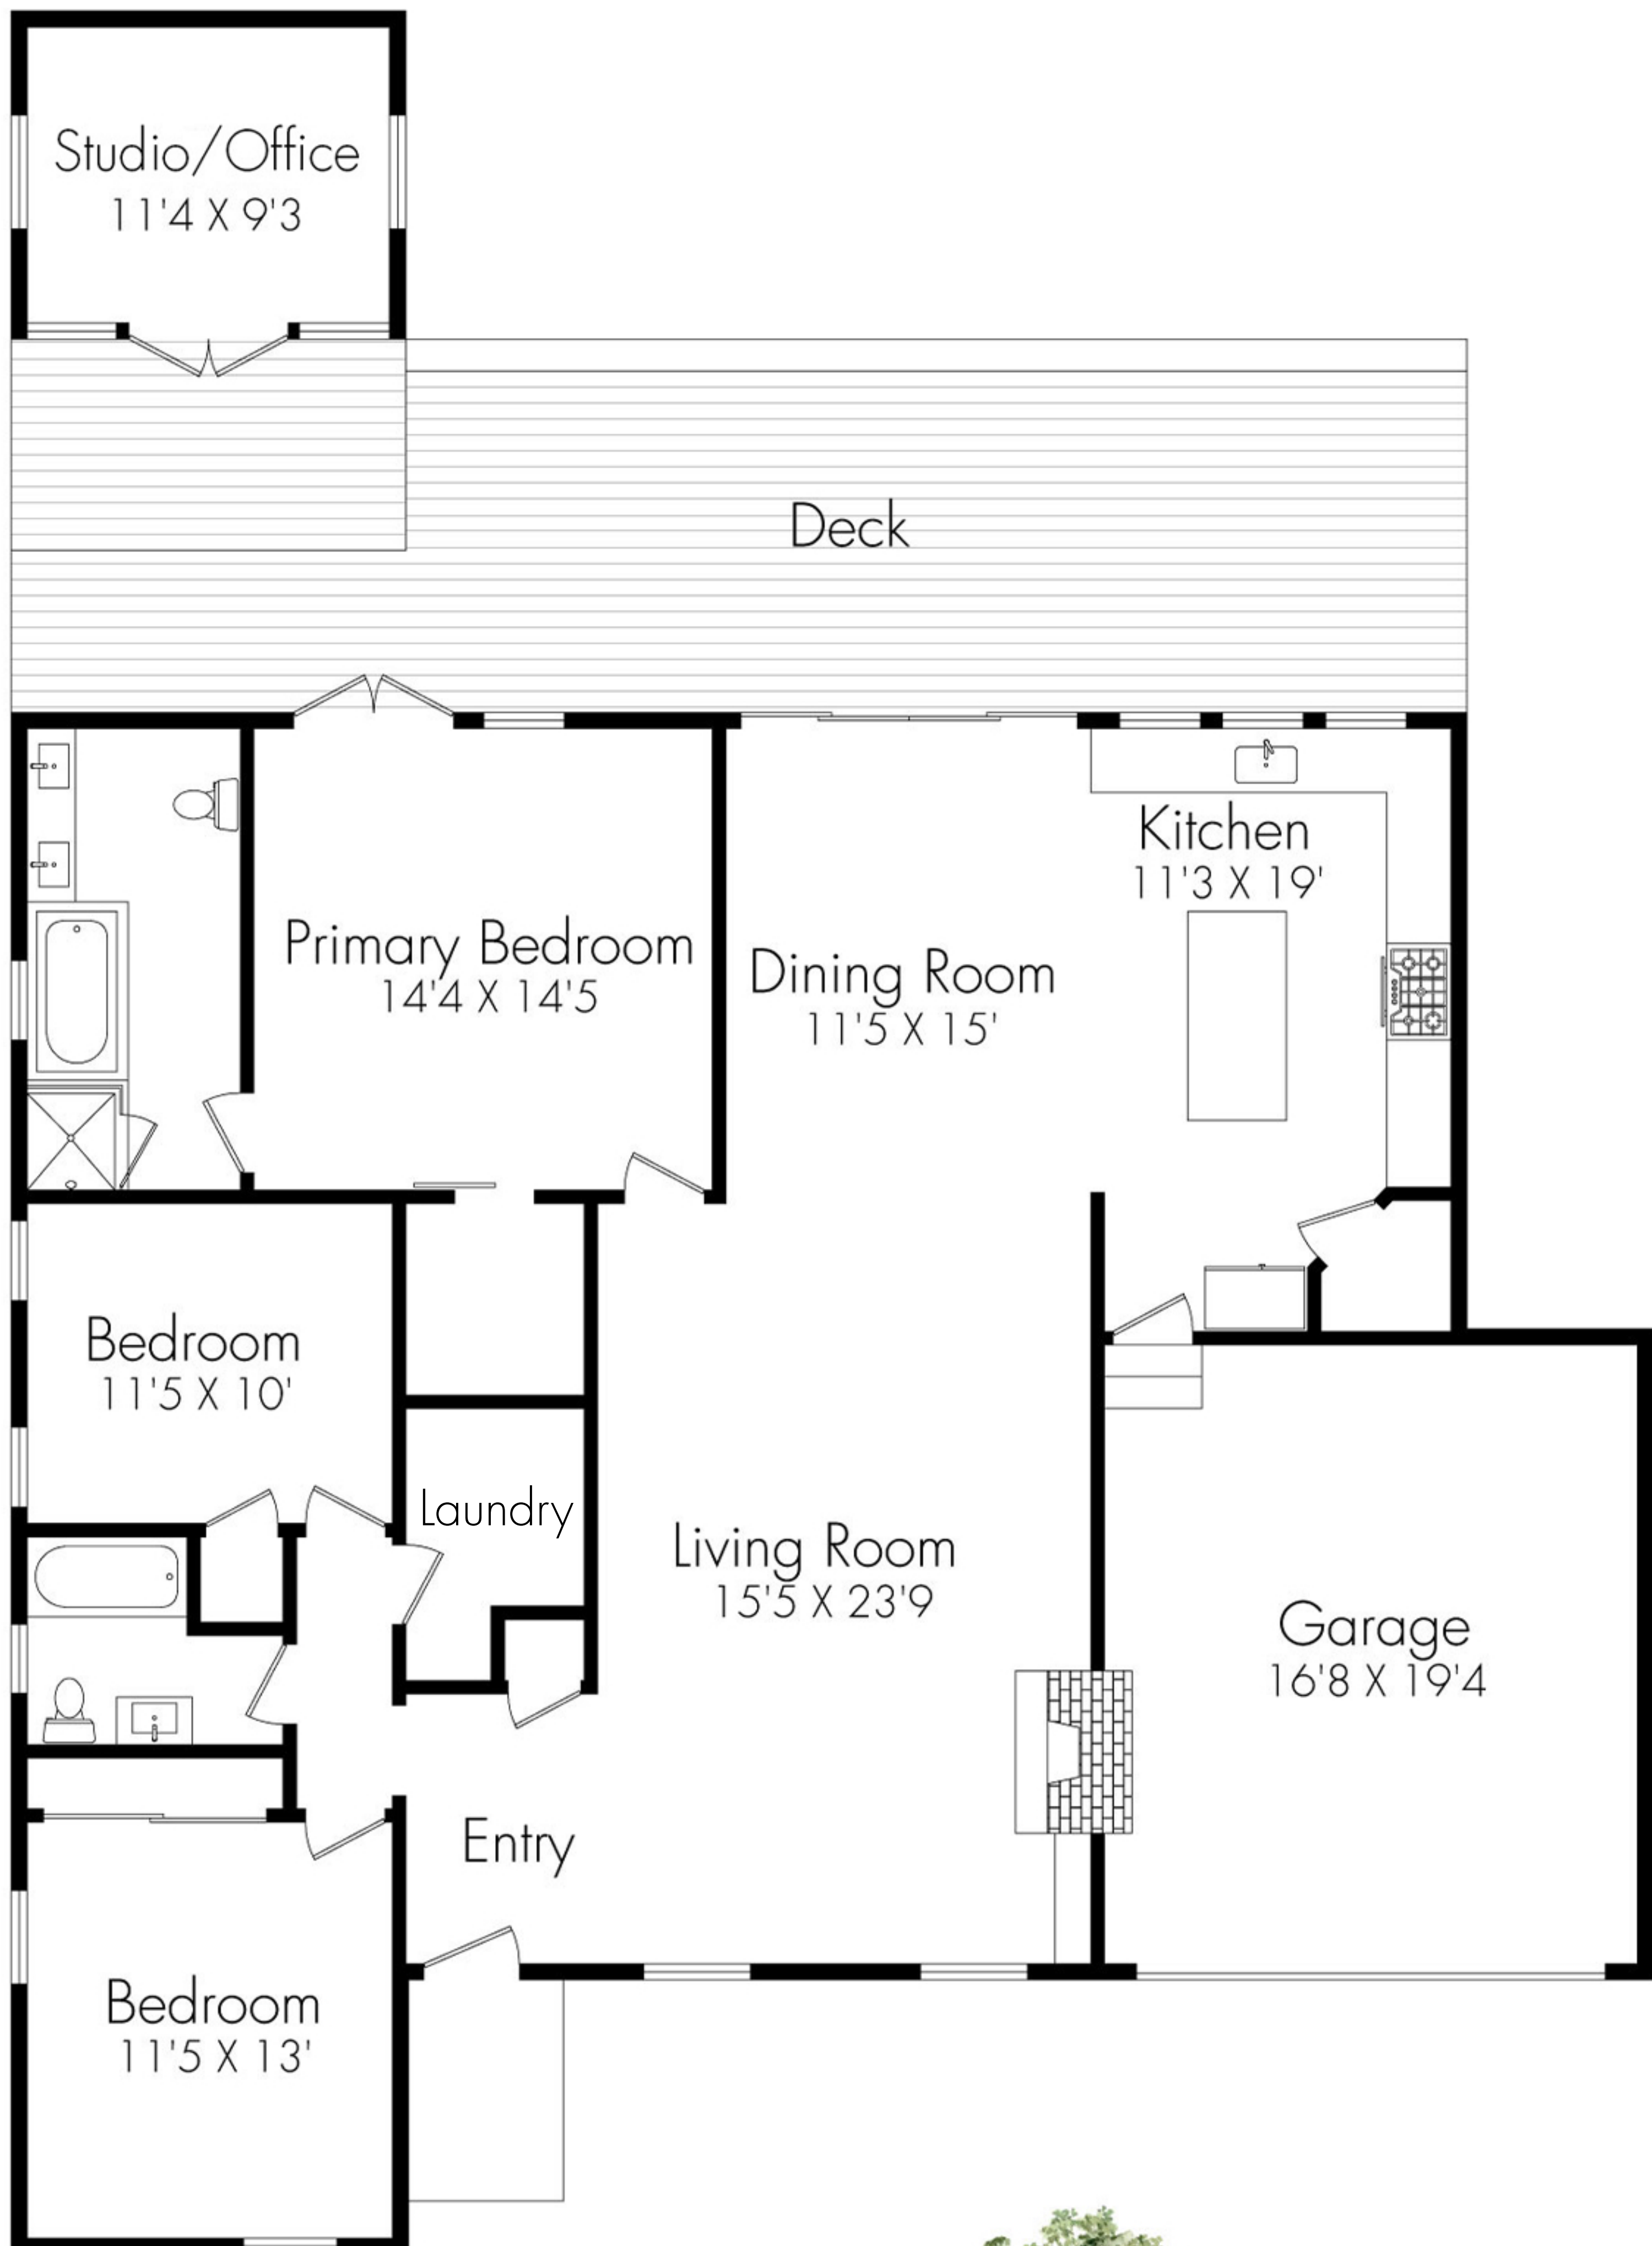 Studio/Office
11'4 X 9'3
Deck
Kitchen
11'3 X 19'
Primary Bedroom
14'4 X 14'5
Dining Room
11'5 X 15'
Bedroom
11'5 X 10'
Laundry
Living Room
15'5 X 23'9
Garage
16'8 X 19'4
Entry
Bedroom
11'5 X 13'